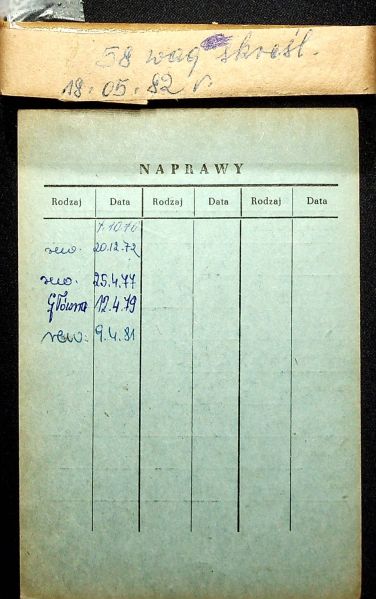 58 wag skreśl.
18.05.82 r.
NAPRAWY
Rodzaj Data Rodzaj Data Rodzaj Data
7.10.70
rew. 20.12.72
rew. 25.4.77
Główna 12.4.79
rew. 9.4.81